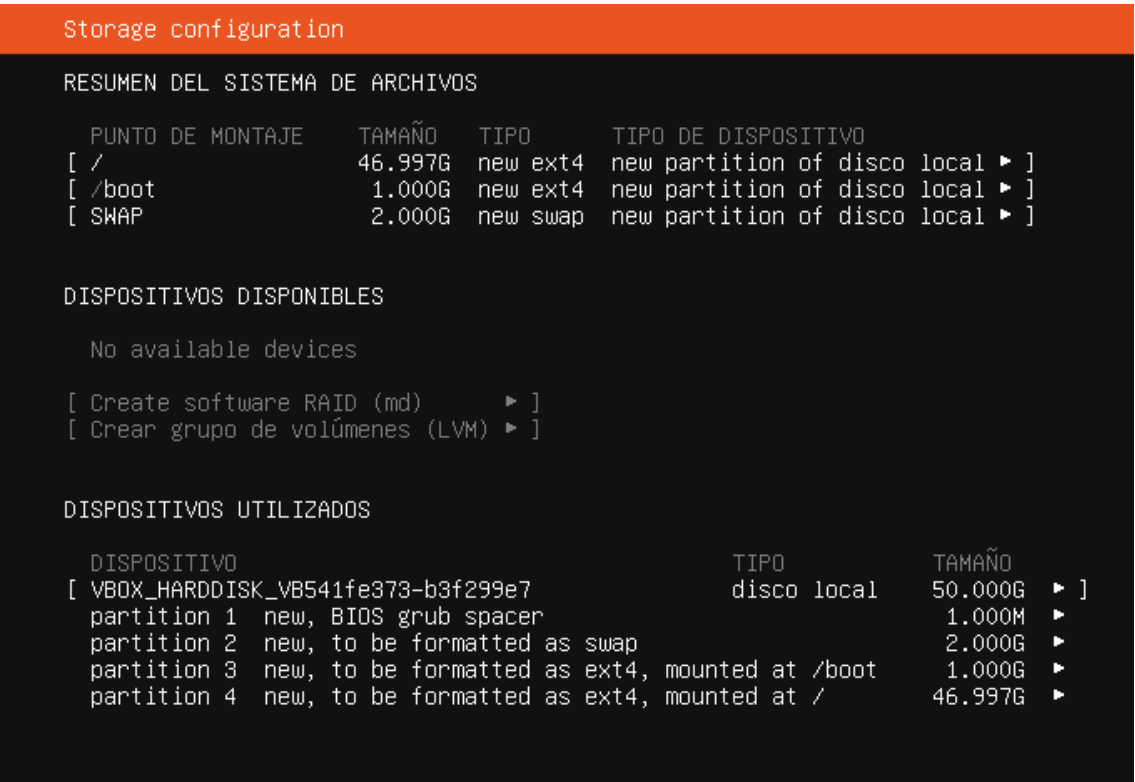 Storage configuration
RESUMEN DEL SISTEMA DE ARCHIVOS
PUNTO DE MONTAJE TAMAÑO TIPO TIPO DE DISPOSITIVO
[ / 46.997G new ext4 new partition of disco local ▸ ]
[ /boot 1.000G new ext4 new partition of disco local ▸ ]
[ SWAP 2.000G new swap new partition of disco local ▸ ]
DISPOSITIVOS DISPONIBLES
No available devices
[ Create software RAID (md) ▸ ]
[ Crear grupo de volúmenes (LVM) ▸ ]
DISPOSITIVOS UTILIZADOS
DISPOSITIVO TIPO TAMAÑO
[ VBOX_HARDDISK_VB541fe373-b3f299e7 disco local 50.000G ▸ ]
partition 1 new, BIOS grub spacer 1.000M ▸
partition 2 new, to be formatted as swap 2.000G ▸
partition 3 new, to be formatted as ext4, mounted at /boot 1.000G ▸
partition 4 new, to be formatted as ext4, mounted at / 46.997G ▸